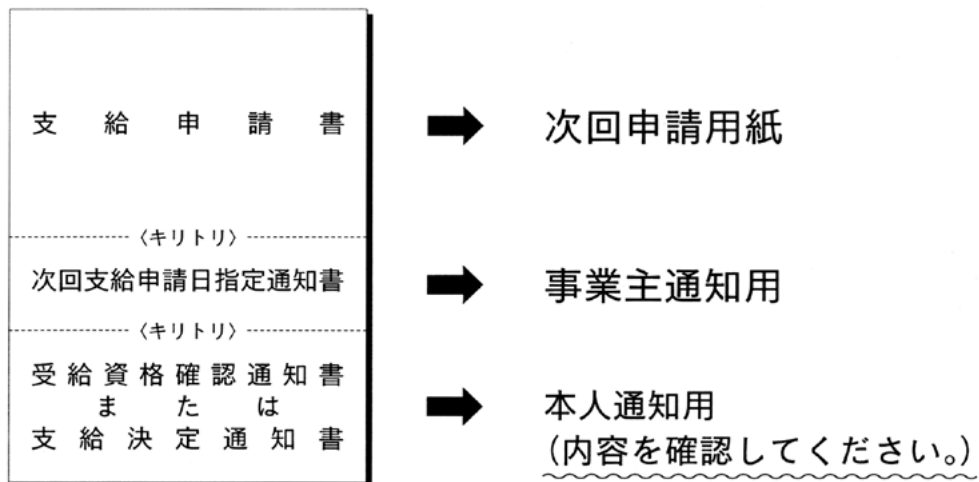 支給申請書
次回申請用紙
〈キリトリ〉
次回支給申請日指定通知書
事業主通知用
〈キリトリ〉
受給資格確認通知書
または
支給決定通知書
本人通知用
(内容を確認してください。)